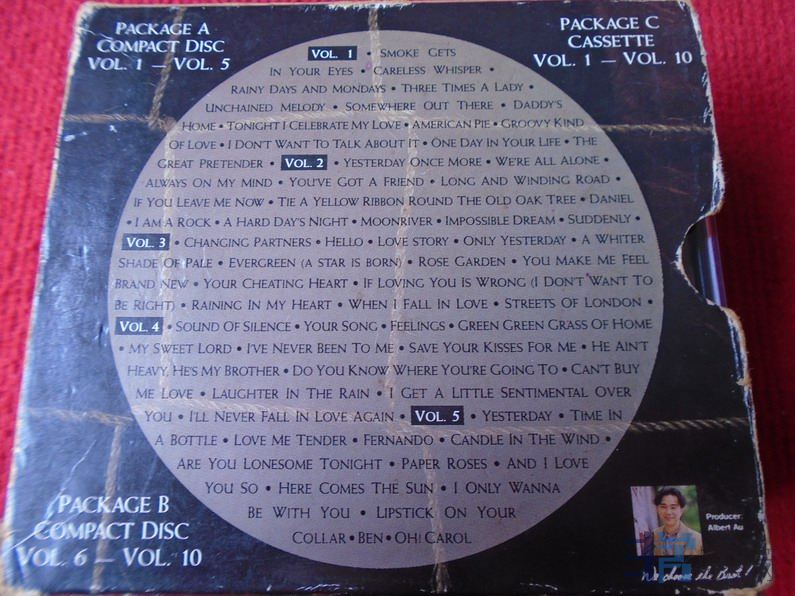 PACKAGE A
COMPACT DISC
VOL. 1 — VOL. 5
PACKAGE C
CASSETTE
VOL. 1 — VOL. 10
VOL. 1 • SMOKE GETS
IN YOUR EYES • CARELESS WHISPER •
RAINY DAYS AND MONDAYS • THREE TIMES A LADY •
UNCHAINED MELODY • SOMEWHERE OUT THERE • DADDY'S
HOME • TONIGHT I CELEBRATE MY LOVE • AMERICAN PIE • GROOVY KIND
OF LOVE • I DON'T WANT TO TALK ABOUT IT • ONE DAY IN YOUR LIFE • THE
GREAT PRETENDER • VOL. 2 • YESTERDAY ONCE MORE • WE'RE ALL ALONE •
ALWAYS ON MY MIND • YOU'VE GOT A FRIEND • LONG AND WINDING ROAD •
IF YOU LEAVE ME NOW • TIE A YELLOW RIBBON ROUND THE OLD OAK TREE • DANIEL
• I AM A ROCK • A HARD DAY'S NIGHT • MOONRIVER • IMPOSSIBLE DREAM • SUDDENLY •
VOL. 3 • CHANGING PARTNERS • HELLO • LOVE STORY • ONLY YESTERDAY • A WHITER
SHADE OF PALE • EVERGREEN (A STAR IS BORN) • ROSE GARDEN • YOU MAKE ME FEEL
BRAND NEW • YOUR CHEATING HEART • IF LOVING YOU IS WRONG (I DON'T WANT TO
BE RIGHT) • RAINING IN MY HEART • WHEN I FALL IN LOVE • STREETS OF LONDON •
VOL. 4 • SOUND OF SILENCE • YOUR SONG • FEELINGS • GREEN GREEN GRASS OF HOME
• MY SWEET LORD • I'VE NEVER BEEN TO ME • SAVE YOUR KISSES FOR ME • HE AIN'T
HEAVY, HE'S MY BROTHER • DO YOU KNOW WHERE YOU'RE GOING TO • CAN'T BUY
ME LOVE • LAUGHTER IN THE RAIN • I GET A LITTLE SENTIMENTAL OVER
YOU • I'LL NEVER FALL IN LOVE AGAIN • VOL. 5 • YESTERDAY • TIME IN
A BOTTLE • LOVE ME TENDER • FERNANDO • CANDLE IN THE WIND •
ARE YOU LONESOME TONIGHT • PAPER ROSES • AND I LOVE
YOU SO • HERE COMES THE SUN • I ONLY WANNA
BE WITH YOU • LIPSTICK ON YOUR
COLLAR • BEN • OH! CAROL
PACKAGE B
COMPACT DISC
VOL. 6 — VOL. 10
Producer:
Albert Au
We choose the Best!